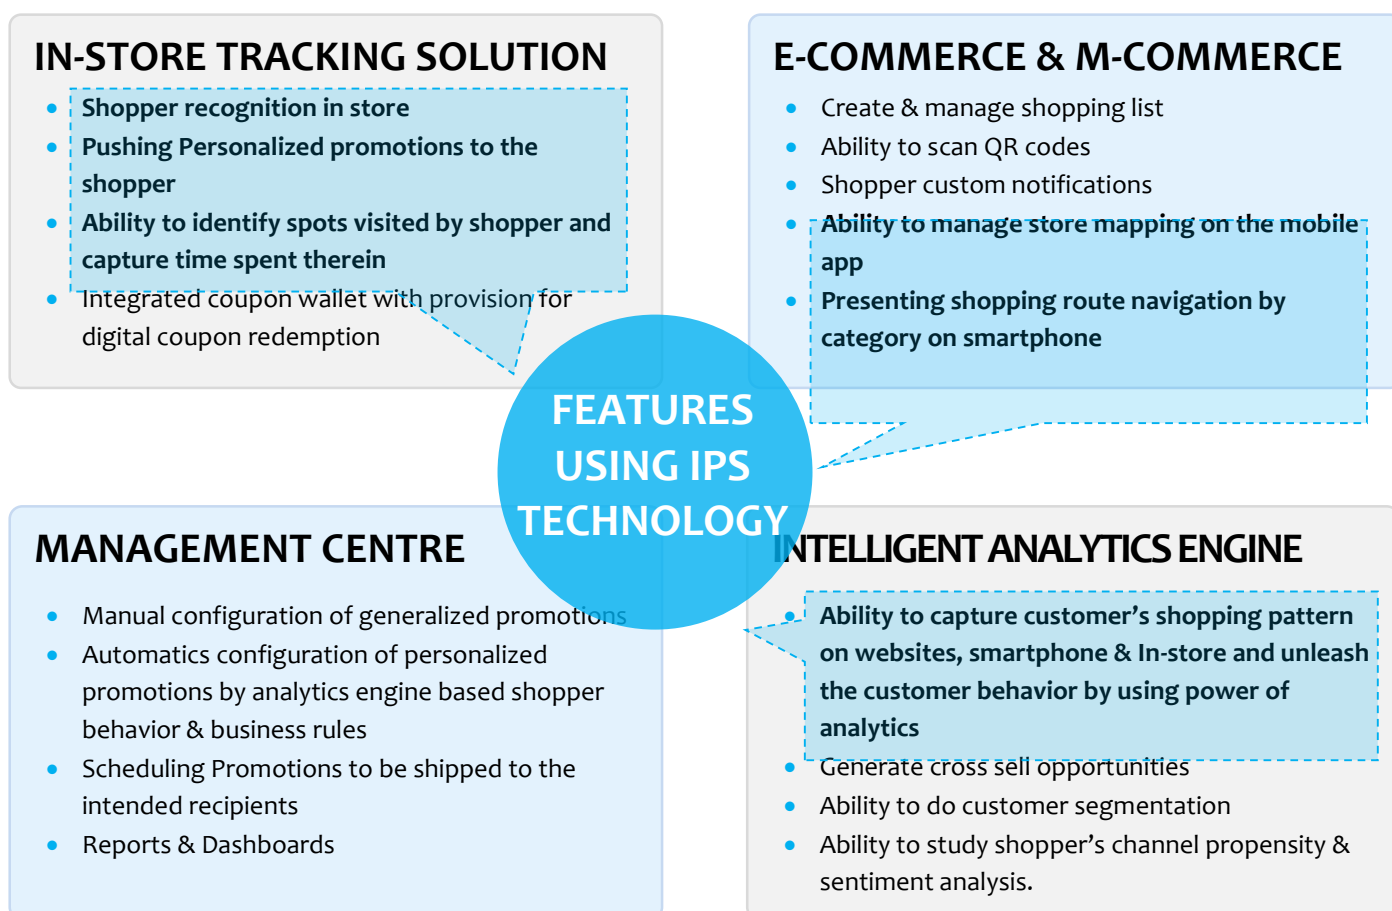 IN-STORE TRACKING SOLUTION
• Shopper recognition in store
• Pushing Personalized promotions to the
shopper
• Ability to identify spots visited by shopper and
capture time spent therein
• Integrated coupon wallet with provision for
digital coupon redemption
E-COMMERCE & M-COMMERCE
• Create & manage shopping list
• Ability to scan QR codes
• Shopper custom notifications
• Ability to manage store mapping on the mobile
app
• Presenting shopping route navigation by
category on smartphone
FEATURES
USING IPS
TECHNOLOGY
MANAGEMENT CENTRE
• Manual configuration of generalized promotions
• Automatics configuration of personalized
promotions by analytics engine based shopper
behavior & business rules
• Scheduling Promotions to be shipped to the
intended recipients
• Reports & Dashboards
INTELLIGENT ANALYTICS ENGINE
• Ability to capture customer’s shopping pattern
on websites, smartphone & In-store and unleash
the customer behavior by using power of
analytics
• Generate cross sell opportunities
• Ability to do customer segmentation
• Ability to study shopper’s channel propensity &
sentiment analysis.